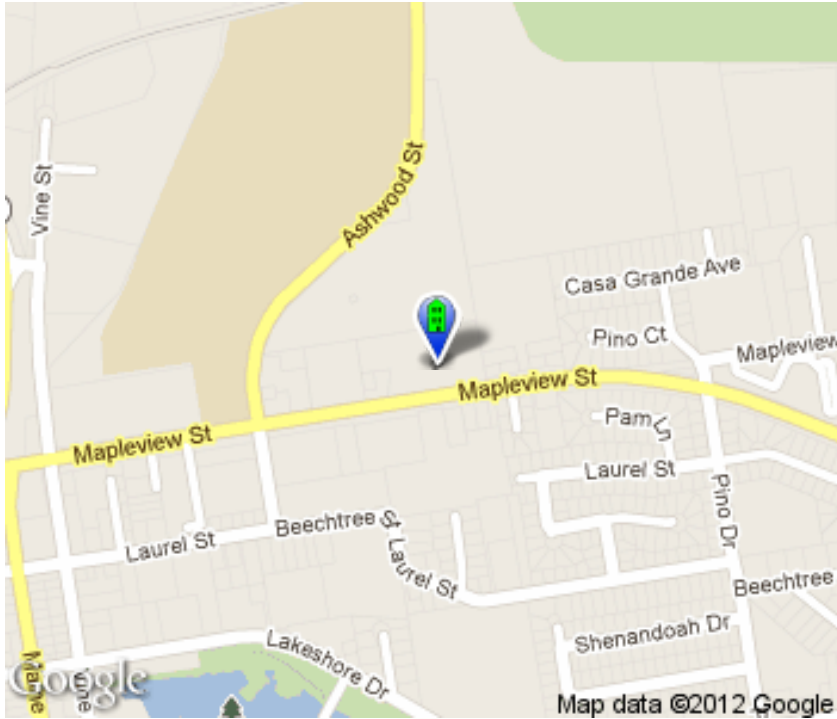 Ashwood St
Vine St
Casa Grande Ave
Pino Ct
Mapleview
Mapleview St
Mapleview St
Pam Ln
Laurel St
Pino Dr
Beechtree St
Laurel St
Laurel St
Beechtree
Shenandoah Dr
Lakeshore Dr
Google
Map data ©2012 Google